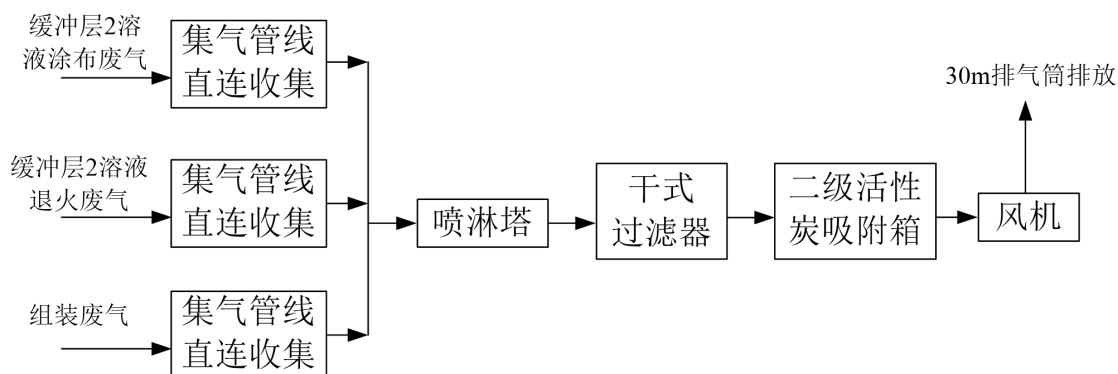 缓冲层2溶
液涂布废气
集气管线
直连收集
缓冲层2溶液
退火废气
集气管线
直连收集
组装废气
集气管线
直连收集
喷淋塔
干式
过滤器
二级活性
炭吸附箱
风机
30m排气筒排放